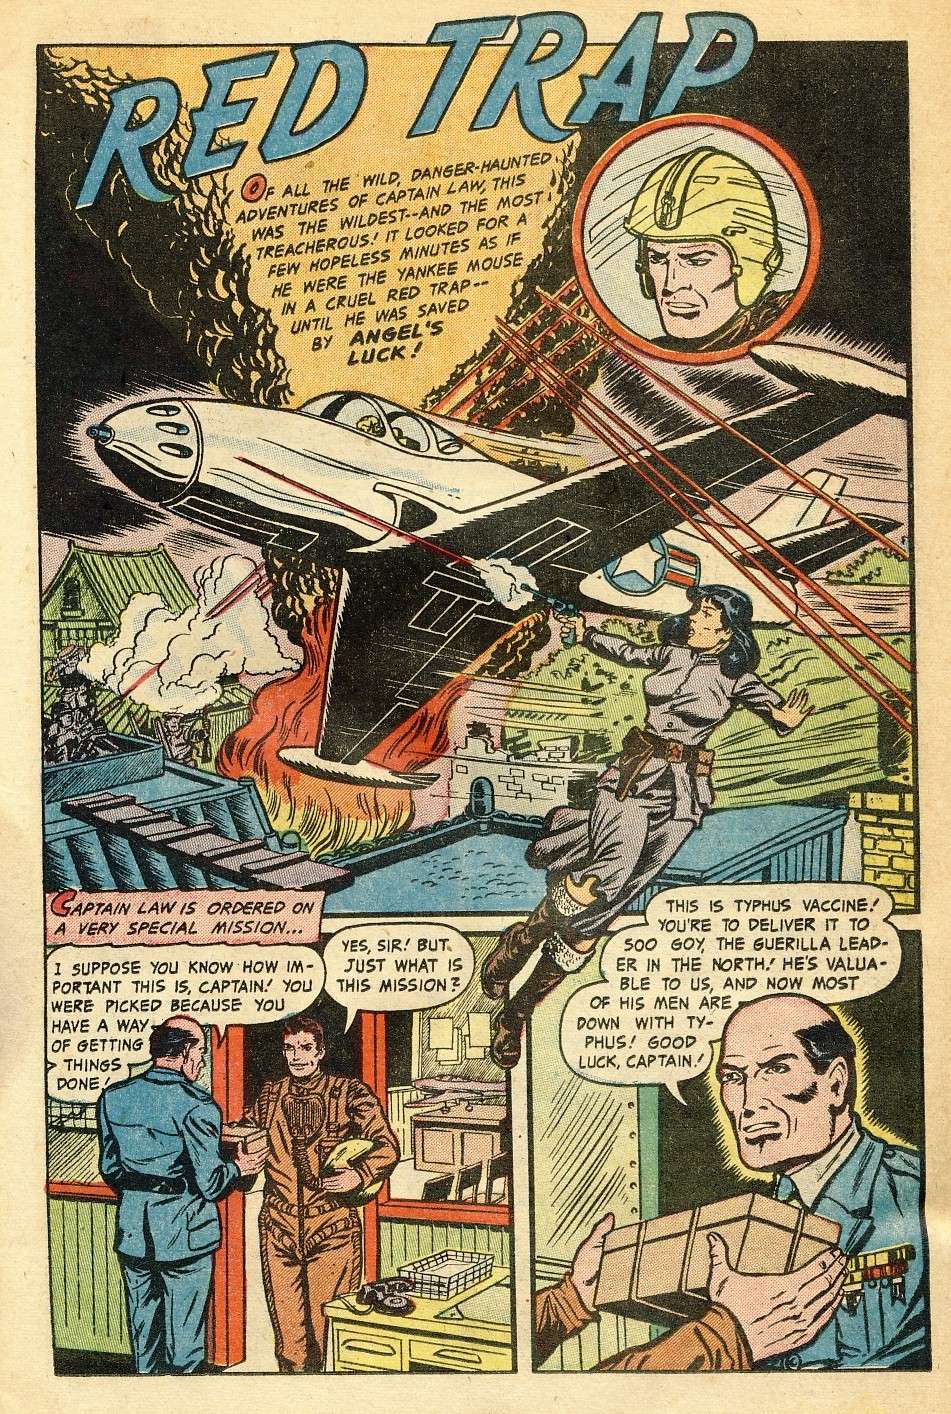 RED TRAP
OF ALL THE WILD, DANGER-HAUNTED
ADVENTURES OF CAPTAIN LAW, THIS
WAS THE WILDEST--AND THE MOST
TREACHEROUS! IT LOOKED FOR A
FEW HOPELESS MINUTES AS IF
HE WERE THE YANKEE MOUSE
IN A CRUEL RED TRAP--
UNTIL HE WAS SAVED
BY ANGEL'S
LUCK!
CAPTAIN LAW IS ORDERED ON
A VERY SPECIAL MISSION...
I SUPPOSE YOU KNOW HOW IM-
PORTANT THIS IS, CAPTAIN! YOU
WERE PICKED BECAUSE YOU
HAVE A WAY
OF GETTING
THINGS
DONE!
YES, SIR! BUT
JUST WHAT IS
THIS MISSION?
THIS IS TYPHUS VACCINE!
YOU'RE TO DELIVER IT TO
SOO GOY, THE GUERILLA LEAD-
ER IN THE NORTH! HE'S VALUA-
BLE TO US, AND NOW MOST
OF HIS MEN ARE
DOWN WITH TY-
PHUS! GOOD
LUCK, CAPTAIN!